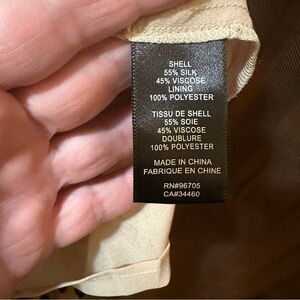 SHELL
55% SILK
45% VISCOSE
LINING
100% POLYESTER
TISSU DE SHELL
55% SOIE
45% VISCOSE
DOUBLURE
100% POLYESTER
MADE IN CHINA
FABRIQUE EN CHINE
RN#96705
CA#34460